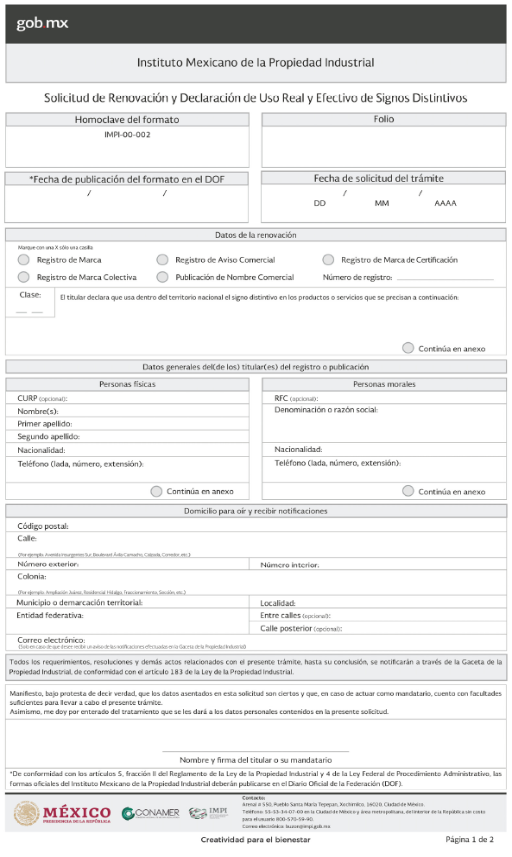 gob.mx
Instituto Mexicano de la Propiedad Industrial
Solicitud de Renovación y Declaración de Uso Real y Efectivo de Signos Distintivos
Homoclave del formato
IMPI-00-002
Folio
*Fecha de publicación del formato en el DOF
/ /
Fecha de solicitud del trámite
/ /
DD MM AAAA
Datos de la renovación
Marque con una X sólo una casilla
Registro de Marca
Registro de Aviso Comercial
Registro de Marca de Certificación
Registro de Marca Colectiva
Publicación de Nombre Comercial
Número de registro:
Clase:
El titular declara que usa dentro del territorio nacional el signo distintivo en los productos o servicios que se precisan a continuación:
Continúa en anexo
Datos generales del(de los) titular(es) del registro o publicación
Personas físicas
CURP (opcional):
Nombre(s):
Primer apellido:
Segundo apellido:
Nacionalidad:
Teléfono (lada, número, extensión):
Continúa en anexo
Personas morales
RFC (opcional):
Denominación o razón social:
Nacionalidad:
Teléfono (lada, número, extensión):
Continúa en anexo
Domicilio para oír y recibir notificaciones
Código postal:
Calle:
(Por ejemplo: Avenida Insurgentes Sur, Boulevard Ávila Camacho, Calzada, Corredor, etc.)
Número exterior:
Número interior:
Colonia:
(Por ejemplo: Ampliación Juárez, Residencial Hidalgo, Fraccionamiento, Sección, etc.)
Municipio o demarcación territorial:
Localidad:
Entidad federativa:
Entre calles (opcional):
Calle posterior (opcional):
Correo electrónico:
(Solo en caso de que desee recibir un aviso de las notificaciones efectuadas en la Gaceta de la Propiedad Industrial)
Todos los requerimientos, resoluciones y demás actos relacionados con el presente trámite, hasta su conclusión, se notificarán a través de la Gaceta de la
Propiedad Industrial, de conformidad con el artículo 183 de la Ley de la Propiedad Industrial.
Manifiesto, bajo protesta de decir verdad, que los datos asentados en esta solicitud son ciertos y que, en caso de actuar como mandatario, cuento con facultades
suficientes para llevar a cabo el presente trámite.
Asimismo, me doy por enterado del tratamiento que se les dará a los datos personales contenidos en la presente solicitud.
Nombre y firma del titular o su mandatario
*De conformidad con los artículos 5, fracción II del Reglamento de la Ley de la Propiedad Industrial y 4 de la Ley Federal de Procedimiento Administrativo, las
formas oficiales del Instituto Mexicano de la Propiedad Industrial deberán publicarse en el Diario Oficial de la Federación (DOF).
MÉXICO
PRESIDENCIA DE LA REPÚBLICA
CONAMER
IMPI
Contacto:
Arenal # 550, Pueblo Santa María Tepepan, Xochimilco, 16020, Ciudad de México.
Teléfono: 55-53-34-07-00 en la Ciudad de México y área metropolitana, del interior de la República sin costo
para el usuario 800-570-59-90.
Correo electrónico: buzon@impi.gob.mx
Creatividad para el bienestar
Página 1 de 2